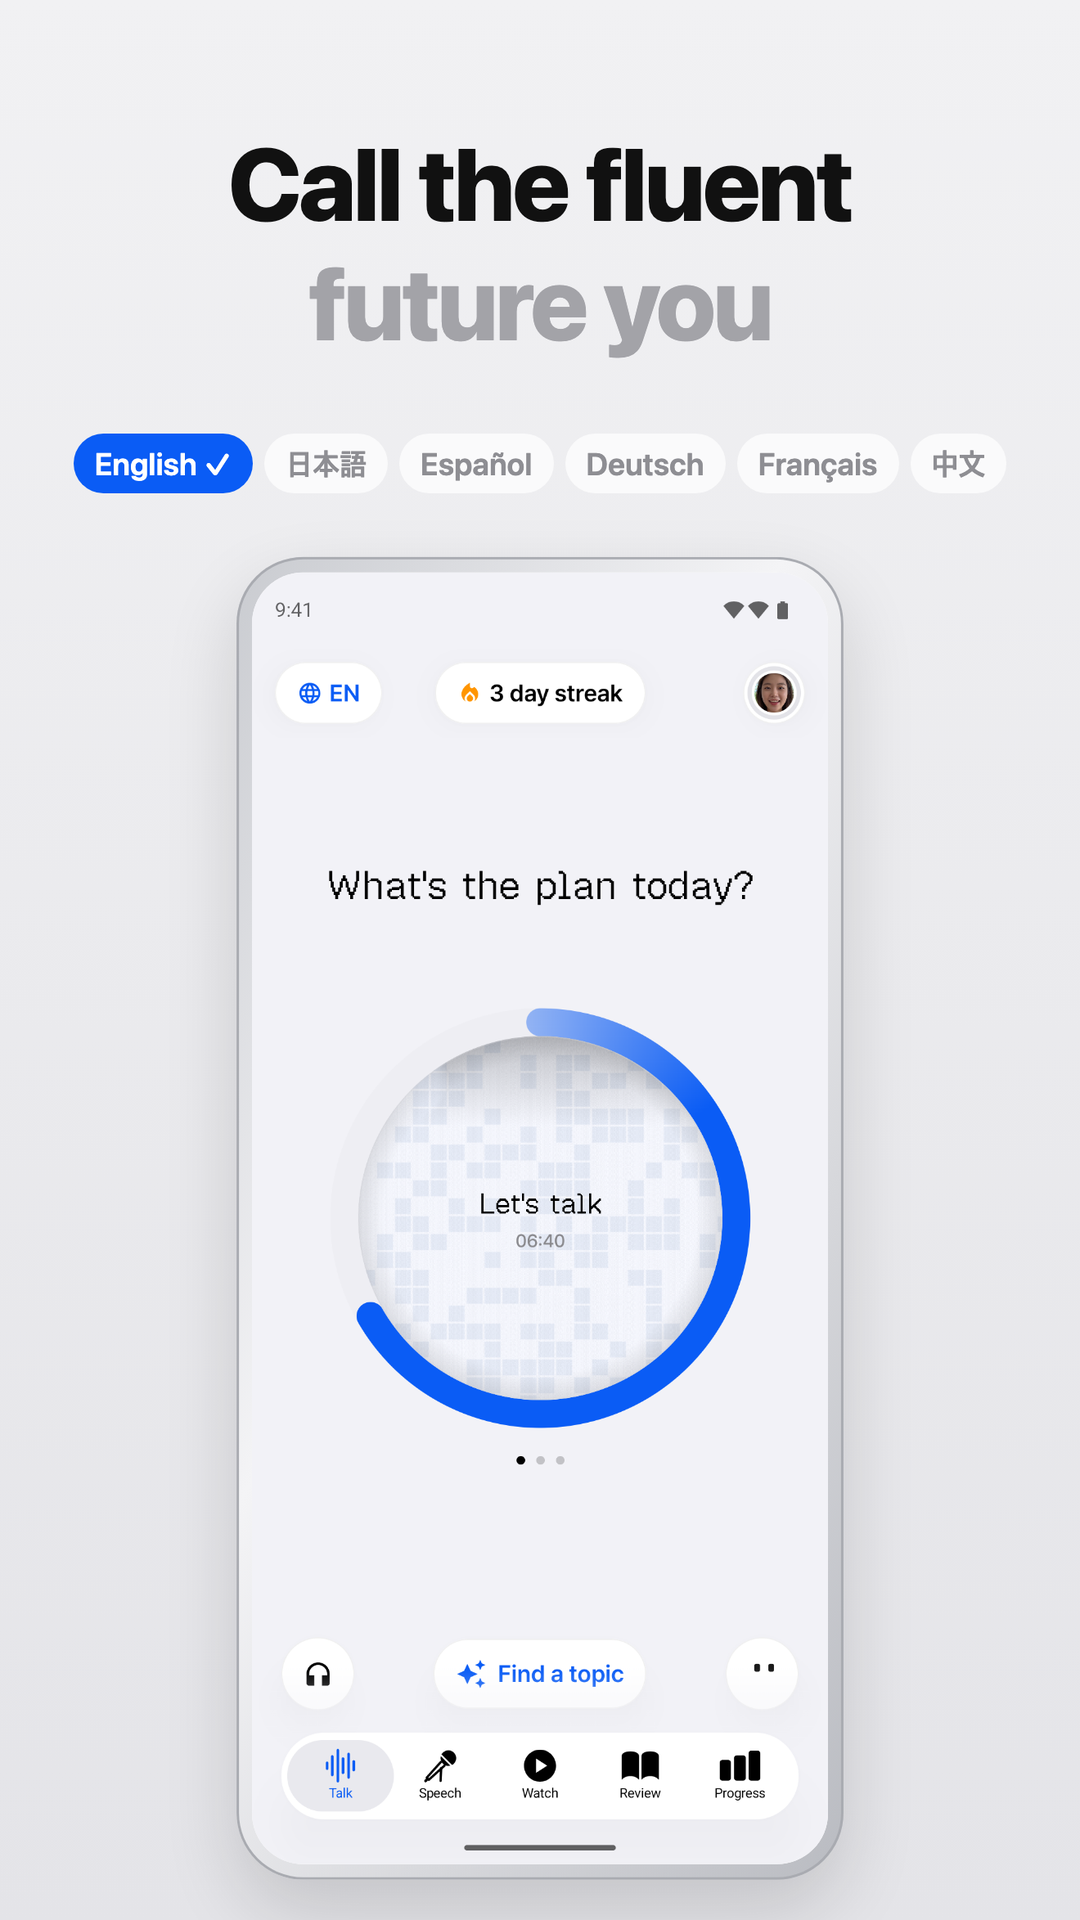 Call the fluent
future you
English ✓ 日本語 Español Deutsch Français 中文
9:41
EN 3 day streak
What's the plan today?
Let's talk
06:40
Find a topic
Talk Speech Watch Review Progress